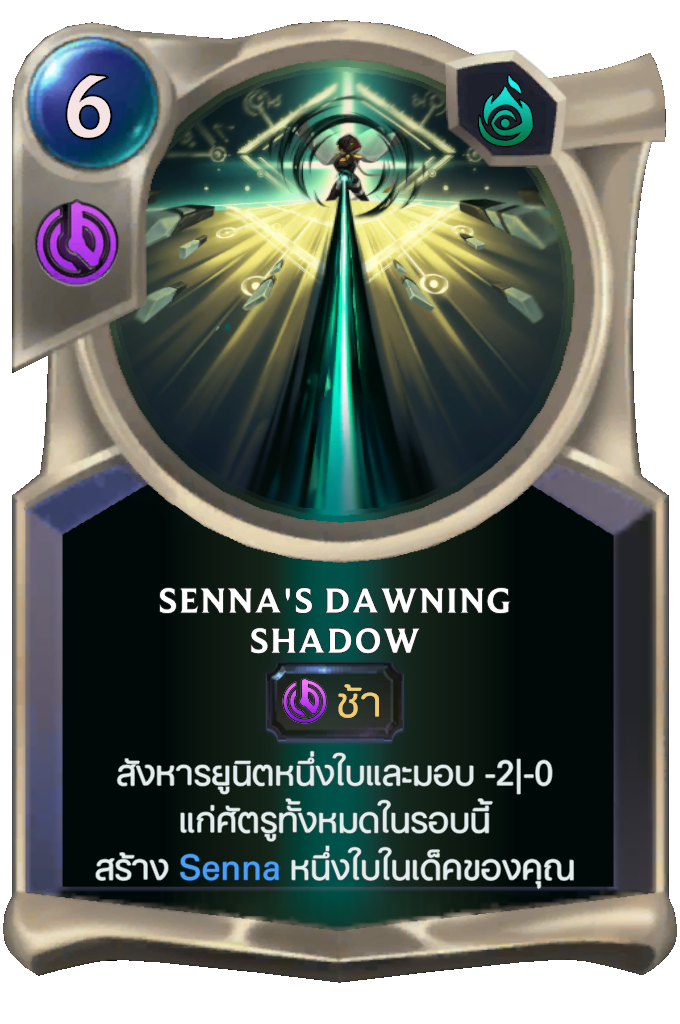 6
SENNA'S DAWNING
SHADOW
ช้า
สังหารยูนิตหนึ่งใบและมอบ -2|-0
แก่ศัตรูทั้งหมดในรอบนี้
สร้าง Senna หนึ่งใบในเด็คของคุณ